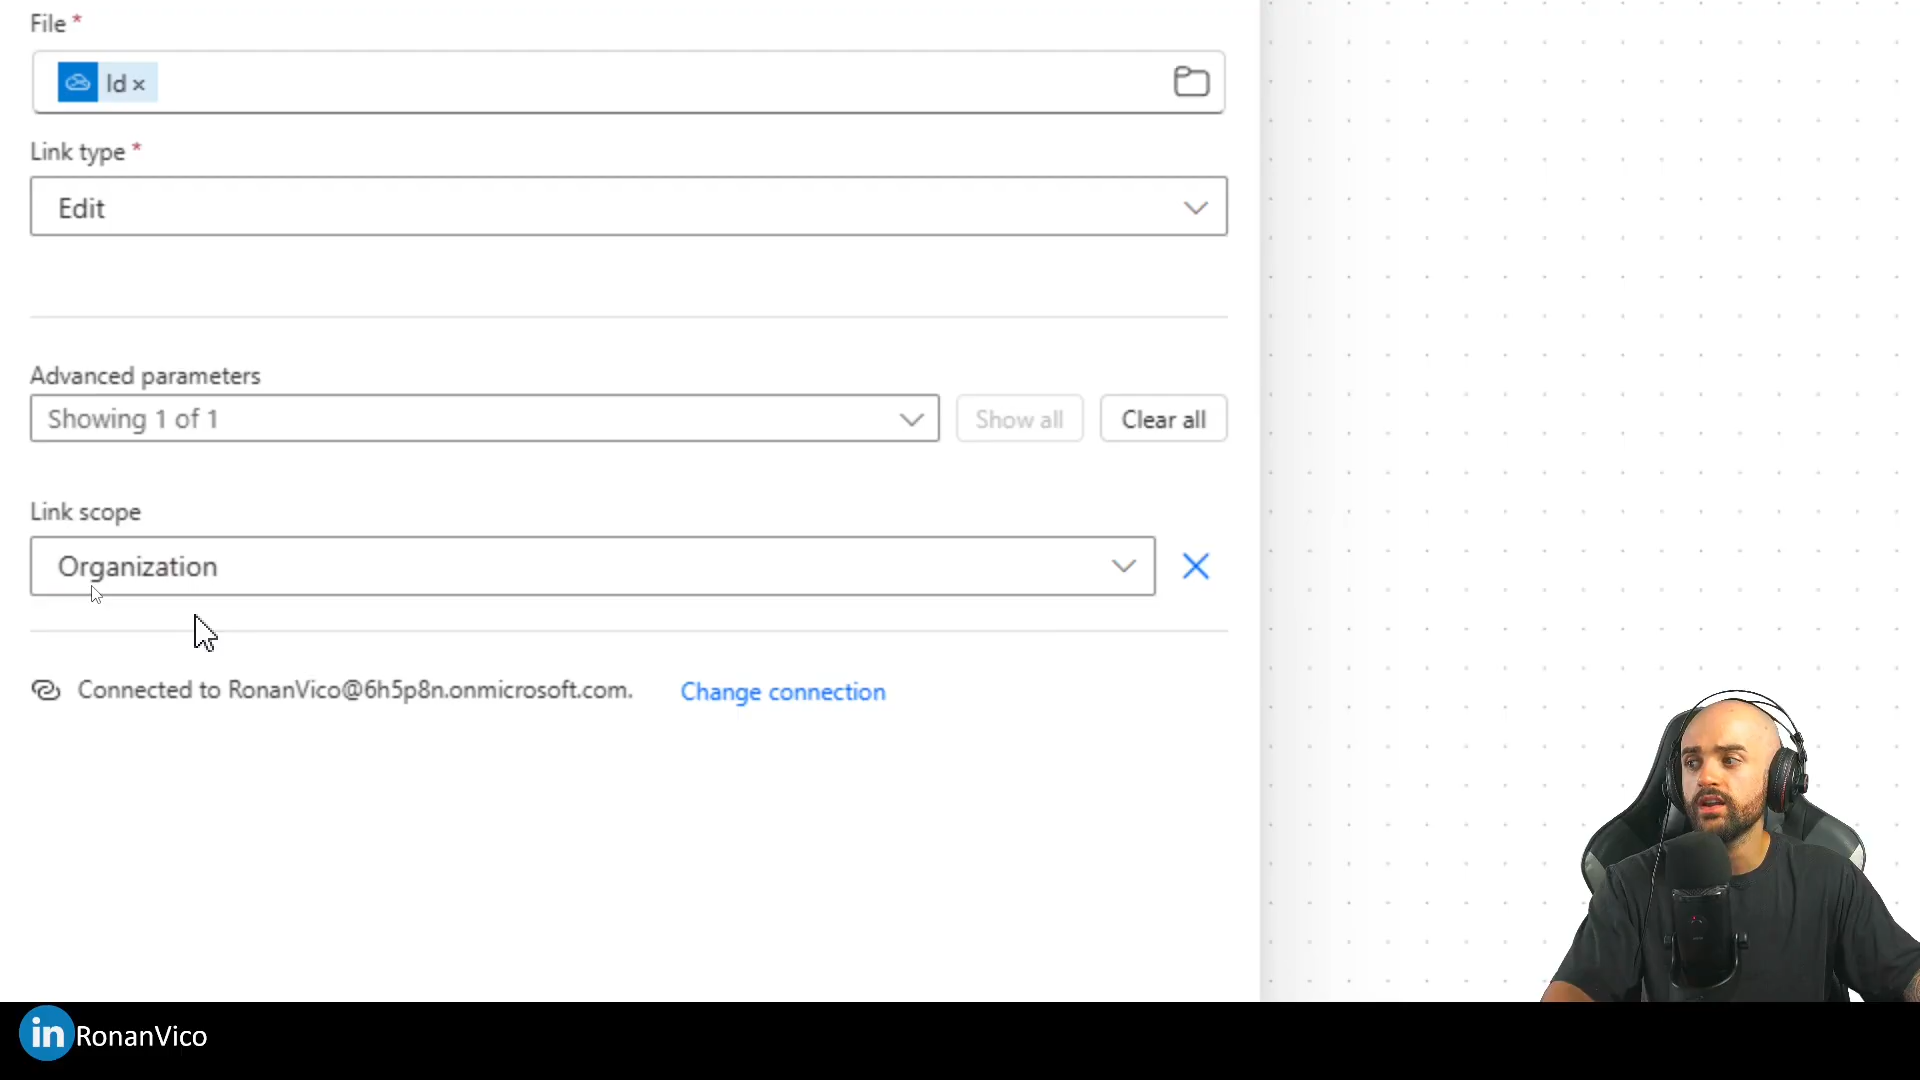 File *
Id ×
Link type *
Edit
Advanced parameters
Showing 1 of 1
Show all
Clear all
Link scope
Organization
Connected to RonanVico@6h5p8n.onmicrosoft.com.
Change connection
in RonanVico